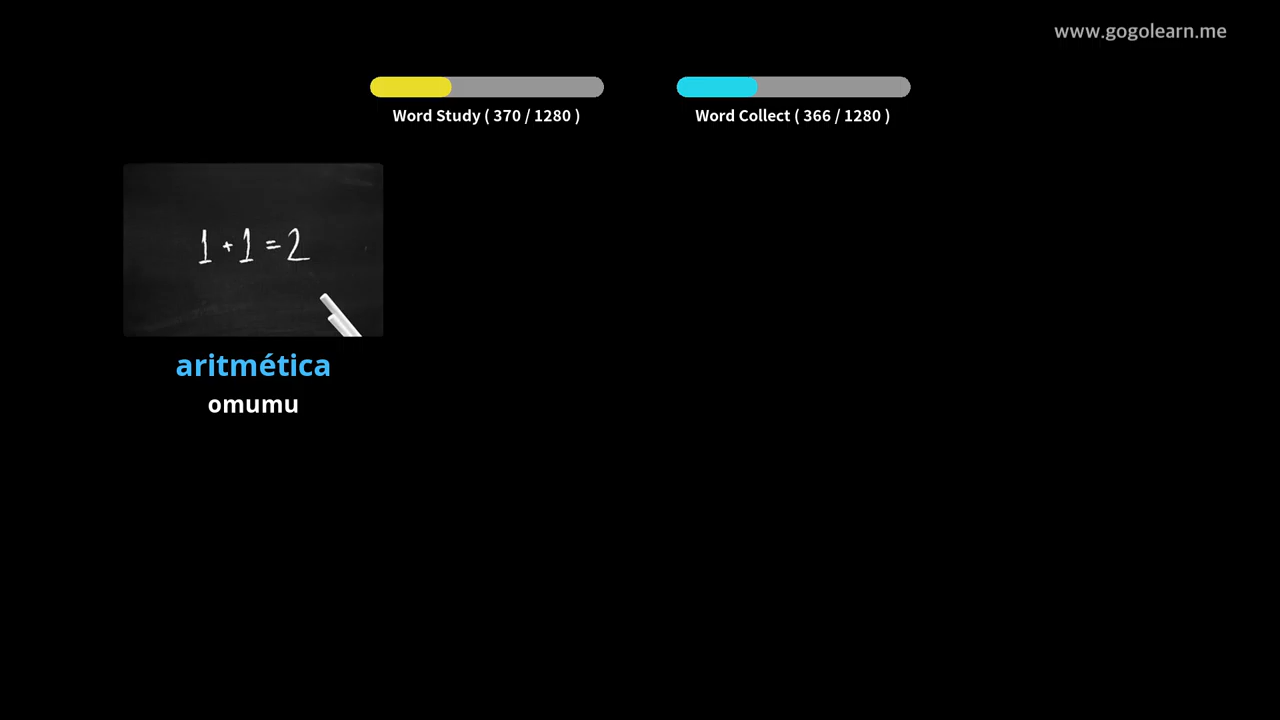 www.gogolearn.me
Word Study ( 370 / 1280 )
Word Collect ( 366 / 1280 )
1 + 1 = 2
aritmética
omumu